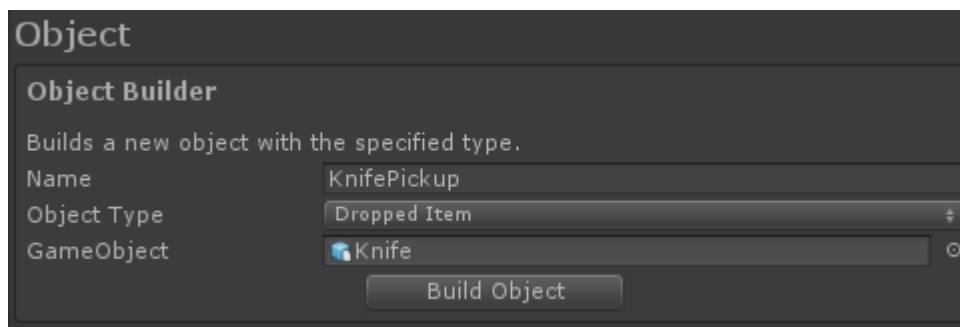 Object
Object Builder
Builds a new object with the specified type.
Name KnifePickup
Object Type Dropped Item
GameObject Knife
Build Object